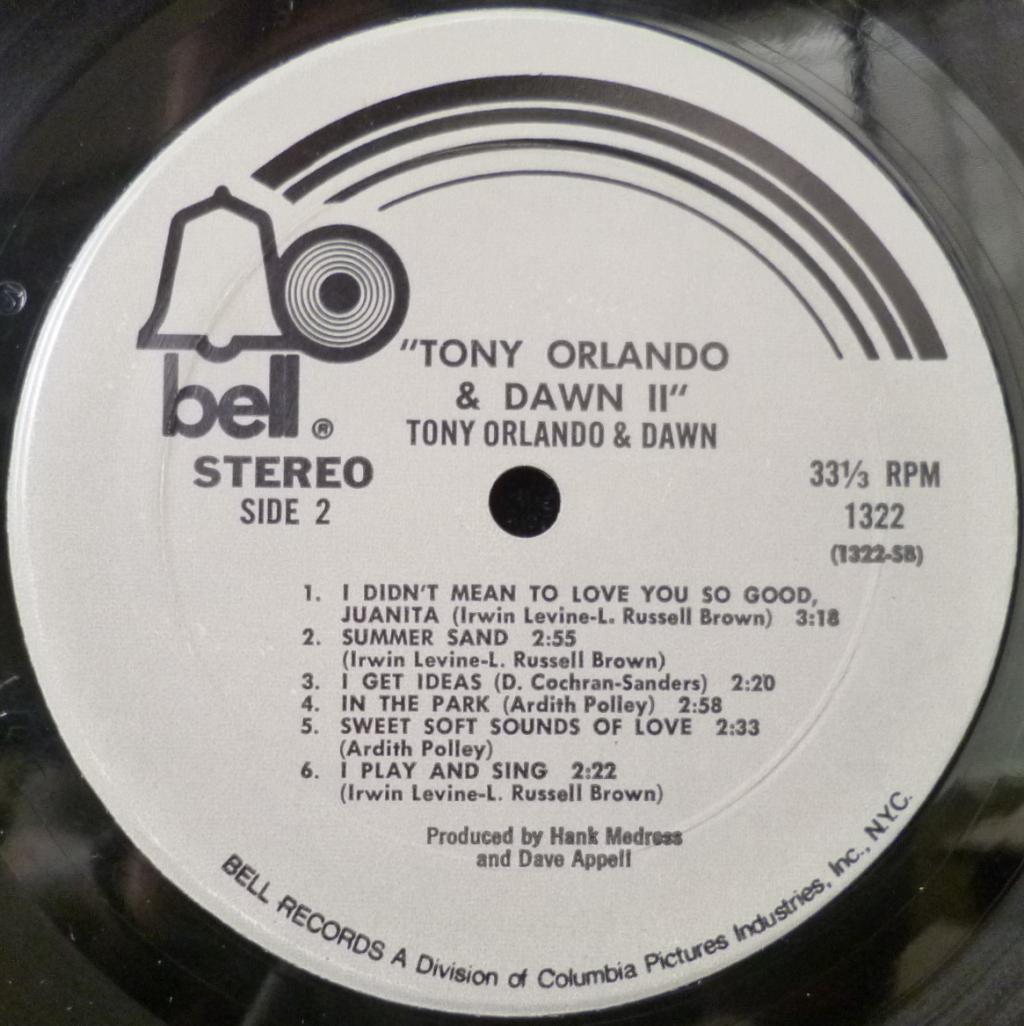 bell®
STEREO
SIDE 2
"TONY ORLANDO
& DAWN II"
TONY ORLANDO & DAWN
33⅓ RPM
1322
(1322-SB)
1. I DIDN'T MEAN TO LOVE YOU SO GOOD,
JUANITA (Irwin Levine-L. Russell Brown) 3:18
2. SUMMER SAND 2:55
(Irwin Levine-L. Russell Brown)
3. I GET IDEAS (D. Cochran-Sanders) 2:20
4. IN THE PARK (Ardith Polley) 2:58
5. SWEET SOFT SOUNDS OF LOVE 2:33
(Ardith Polley)
6. I PLAY AND SING 2:22
(Irwin Levine-L. Russell Brown)
Produced by Hank Medress
and Dave Appell
BELL RECORDS A Division of Columbia Pictures Industries, Inc., N.Y.C.